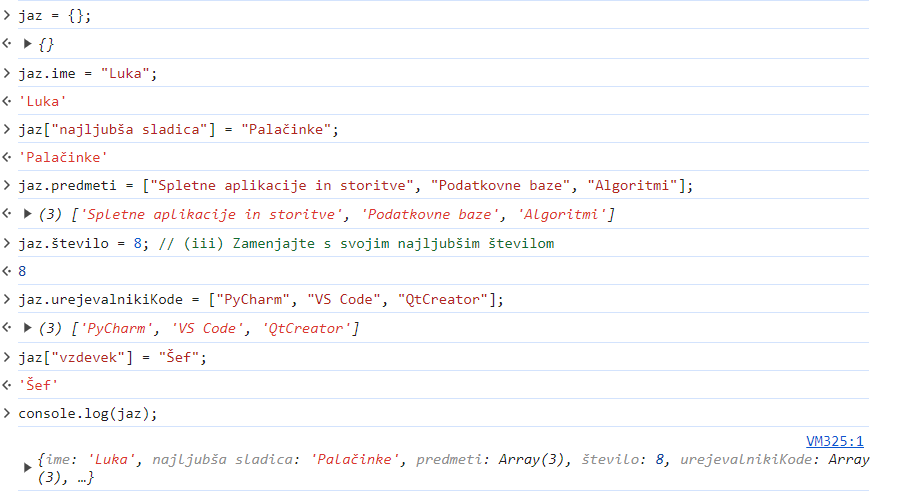 > jaz = {};
<· ▶ {}
> jaz.ime = "Luka";
<· 'Luka'
> jaz["najljubša sladica"] = "Palačinke";
<· 'Palačinke'
> jaz.predmeti = ["Spletne aplikacije in storitve", "Podatkovne baze", "Algoritmi"];
<· ▶ (3) ['Spletne aplikacije in storitve', 'Podatkovne baze', 'Algoritmi']
> jaz.število = 8; // (iii) Zamenjajte s svojim najljubšim številom
<· 8
> jaz.urejevalnikiKode = ["PyCharm", "VS Code", "QtCreator"];
<· ▶ (3) ['PyCharm', 'VS Code', 'QtCreator']
> jaz["vzdevek"] = "Šef";
<· 'Šef'
> console.log(jaz);
VM325:1
▶ {ime: 'Luka', najljubša sladica: 'Palačinke', predmeti: Array(3), število: 8, urejevalnikiKode: Array
(3), …}